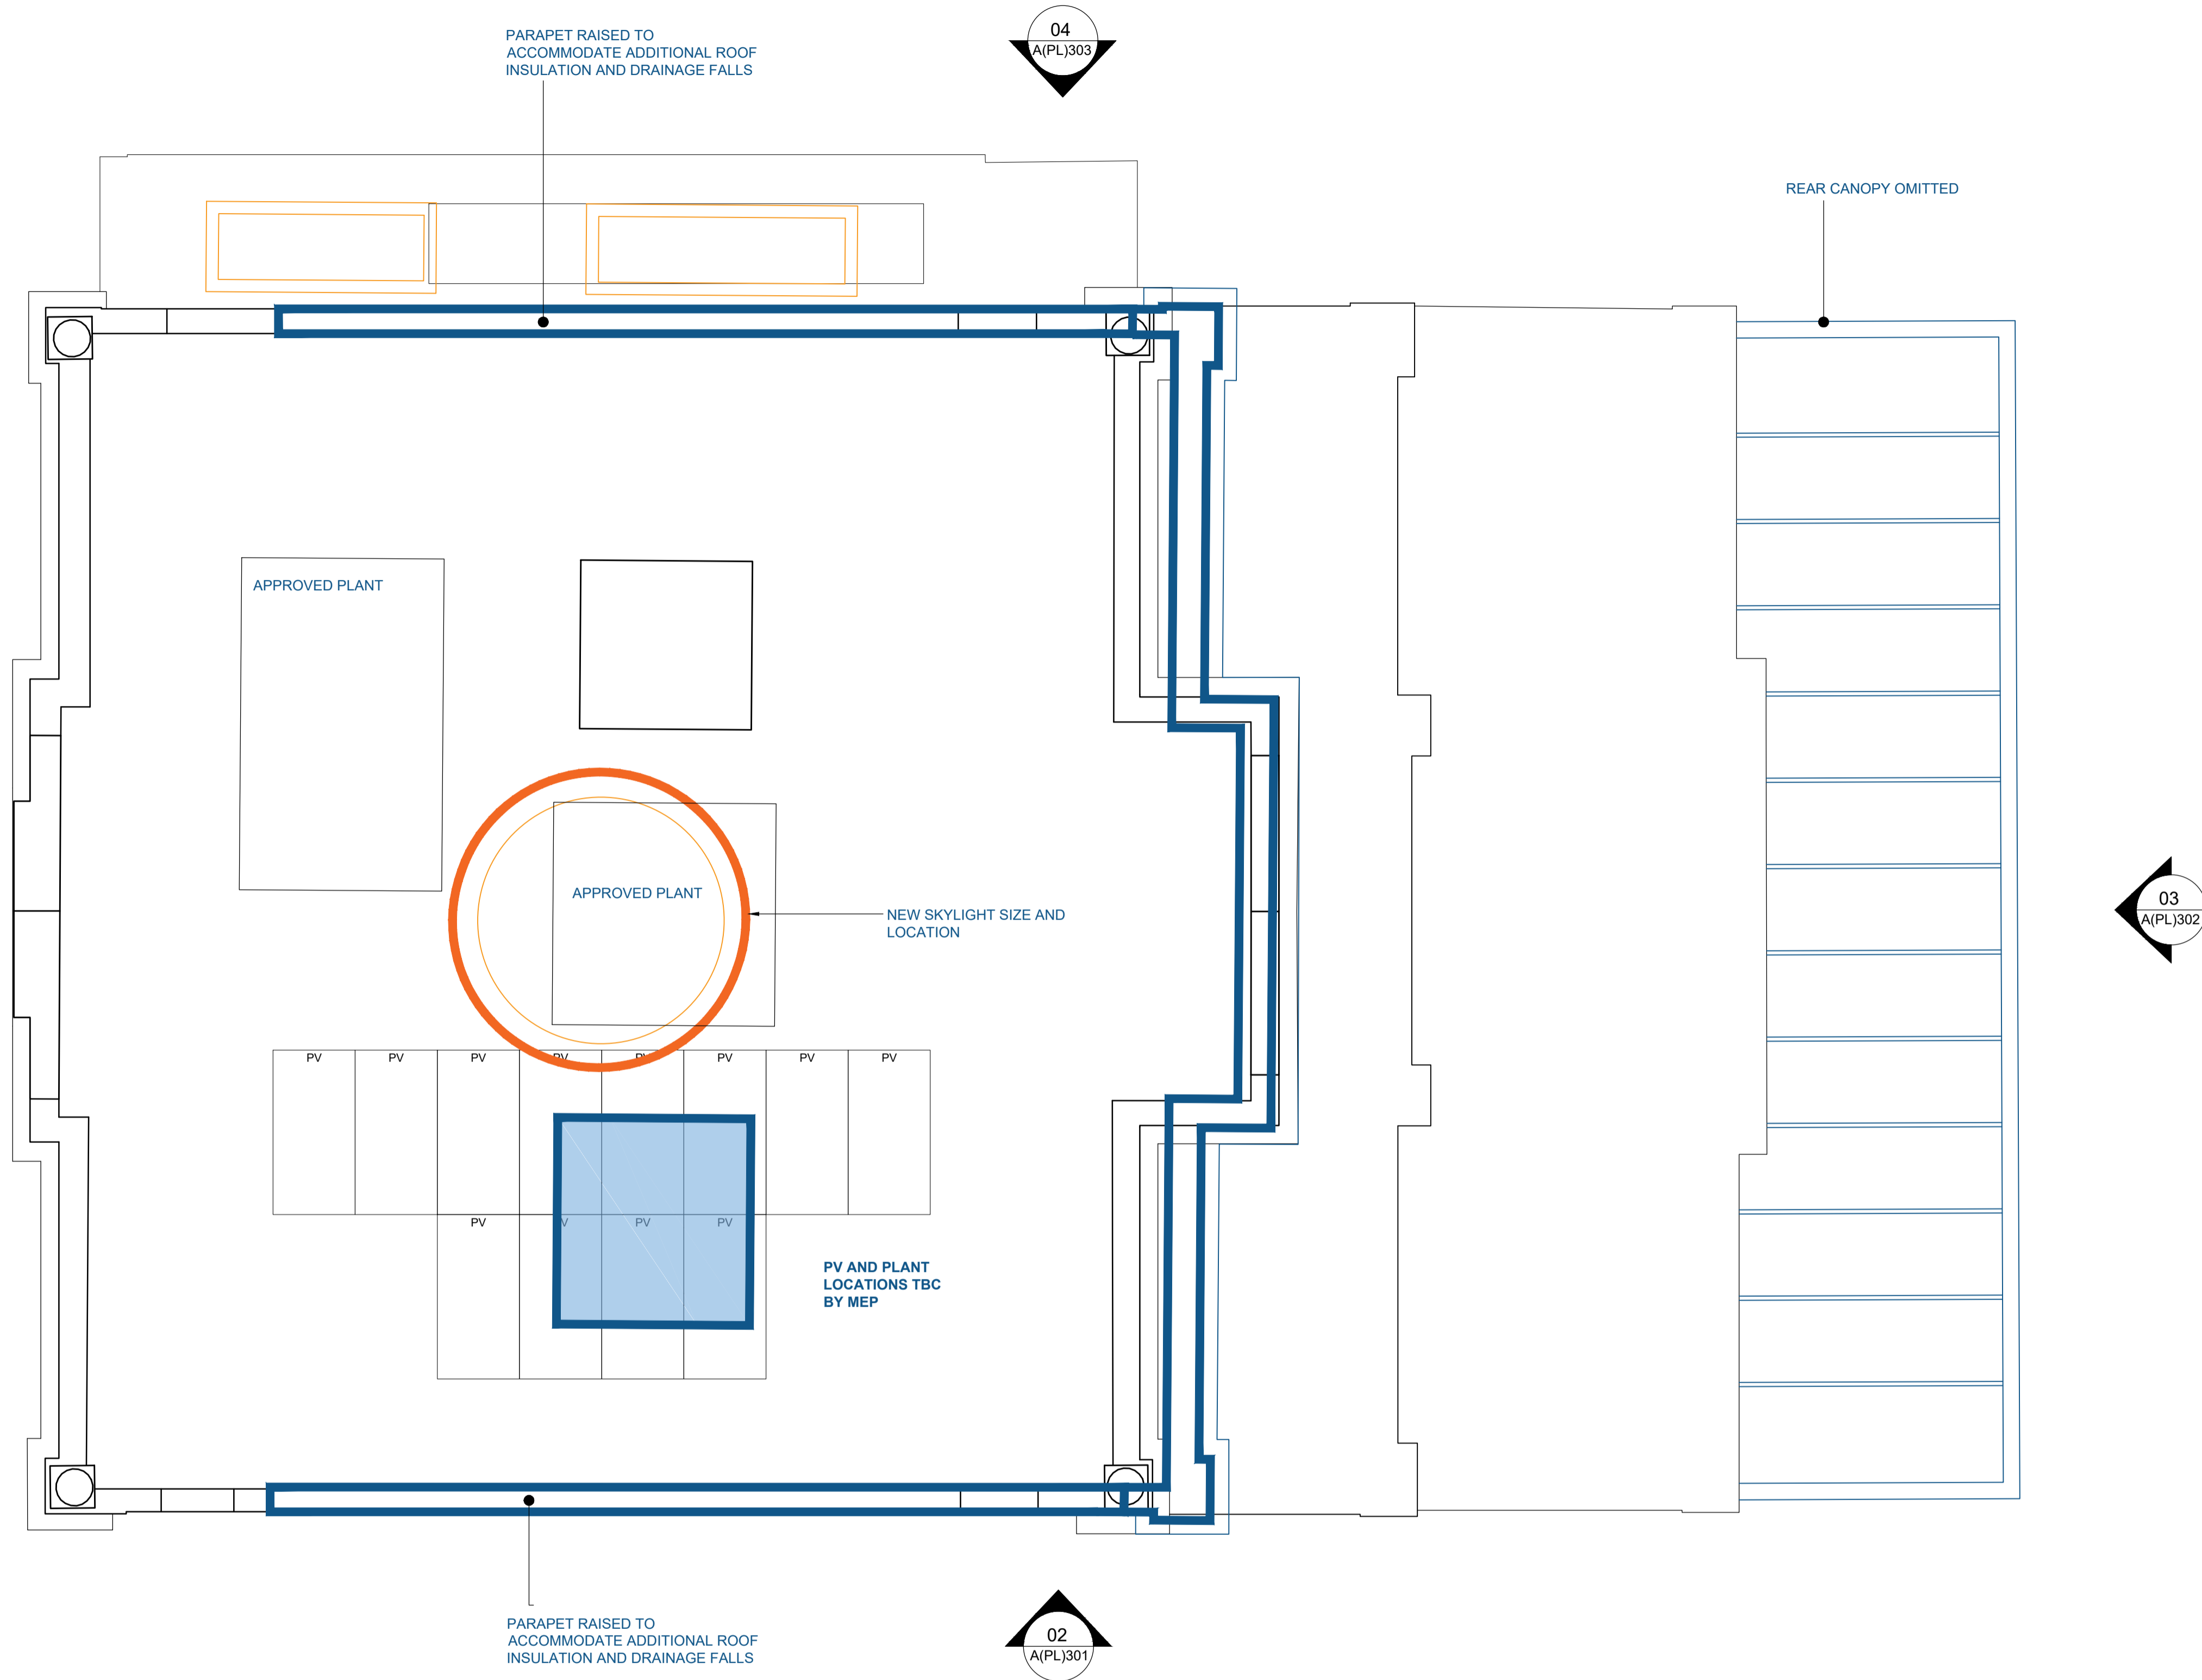 04
A(PL)303
PARAPET RAISED TO
ACCOMMODATE ADDITIONAL ROOF
INSULATION AND DRAINAGE FALLS
REAR CANOPY OMITTED
APPROVED PLANT
APPROVED PLANT
NEW SKYLIGHT SIZE AND
LOCATION
03
A(PL)302
PV PV PV PV PV PV PV PV
PV V PV PV
PV AND PLANT
LOCATIONS TBC
BY MEP
PARAPET RAISED TO
ACCOMMODATE ADDITIONAL ROOF
INSULATION AND DRAINAGE FALLS
02
A(PL)301